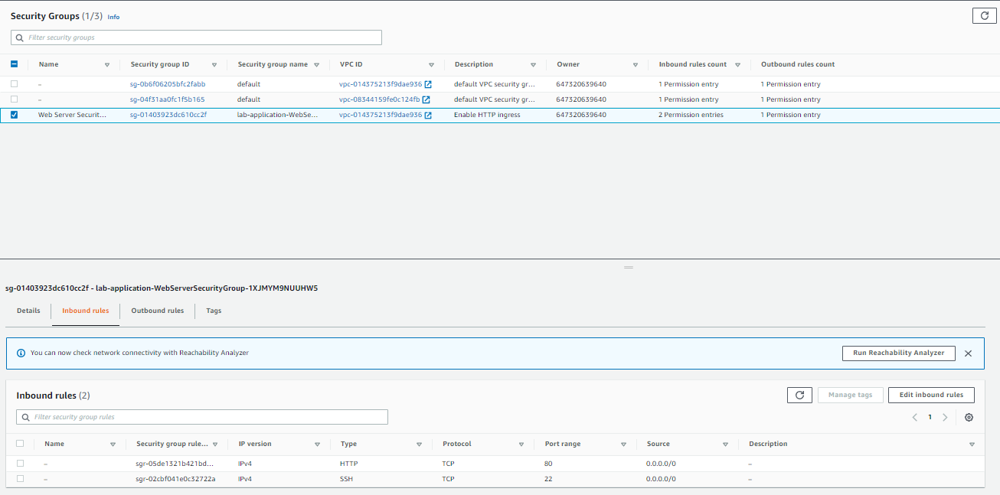 Security Groups (1/3) Info
Filter security groups
Name Security group ID Security group name VPC ID Description Owner Inbound rules count Outbound rules count
– sg-0b6f06205bfc2fabb default vpc-014375213f9dae936 default VPC security gr... 647320639640 1 Permission entry 1 Permission entry
– sg-04f31aa0fc1f5b165 default vpc-08344159fe0c124fb default VPC security gr... 647320639640 1 Permission entry 1 Permission entry
Web Server Securit... sg-01403923dc610cc2f lab-application-WebSe... vpc-014375213f9dae936 Enable HTTP ingress 647320639640 2 Permission entries 1 Permission entry
sg-01403923dc610cc2f - lab-application-WebServerSecurityGroup-1XJMYM9NUUHW5
Details Inbound rules Outbound rules Tags
You can now check network connectivity with Reachability Analyzer Run Reachability Analyzer
Inbound rules (2) Manage tags Edit inbound rules
Filter security group rules
1
Name Security group rule... IP version Type Protocol Port range Source Description
– sgr-05de1321b421bd... IPv4 HTTP TCP 80 0.0.0.0/0 –
– sgr-02cbf041e0c32722a IPv4 SSH TCP 22 0.0.0.0/0 –